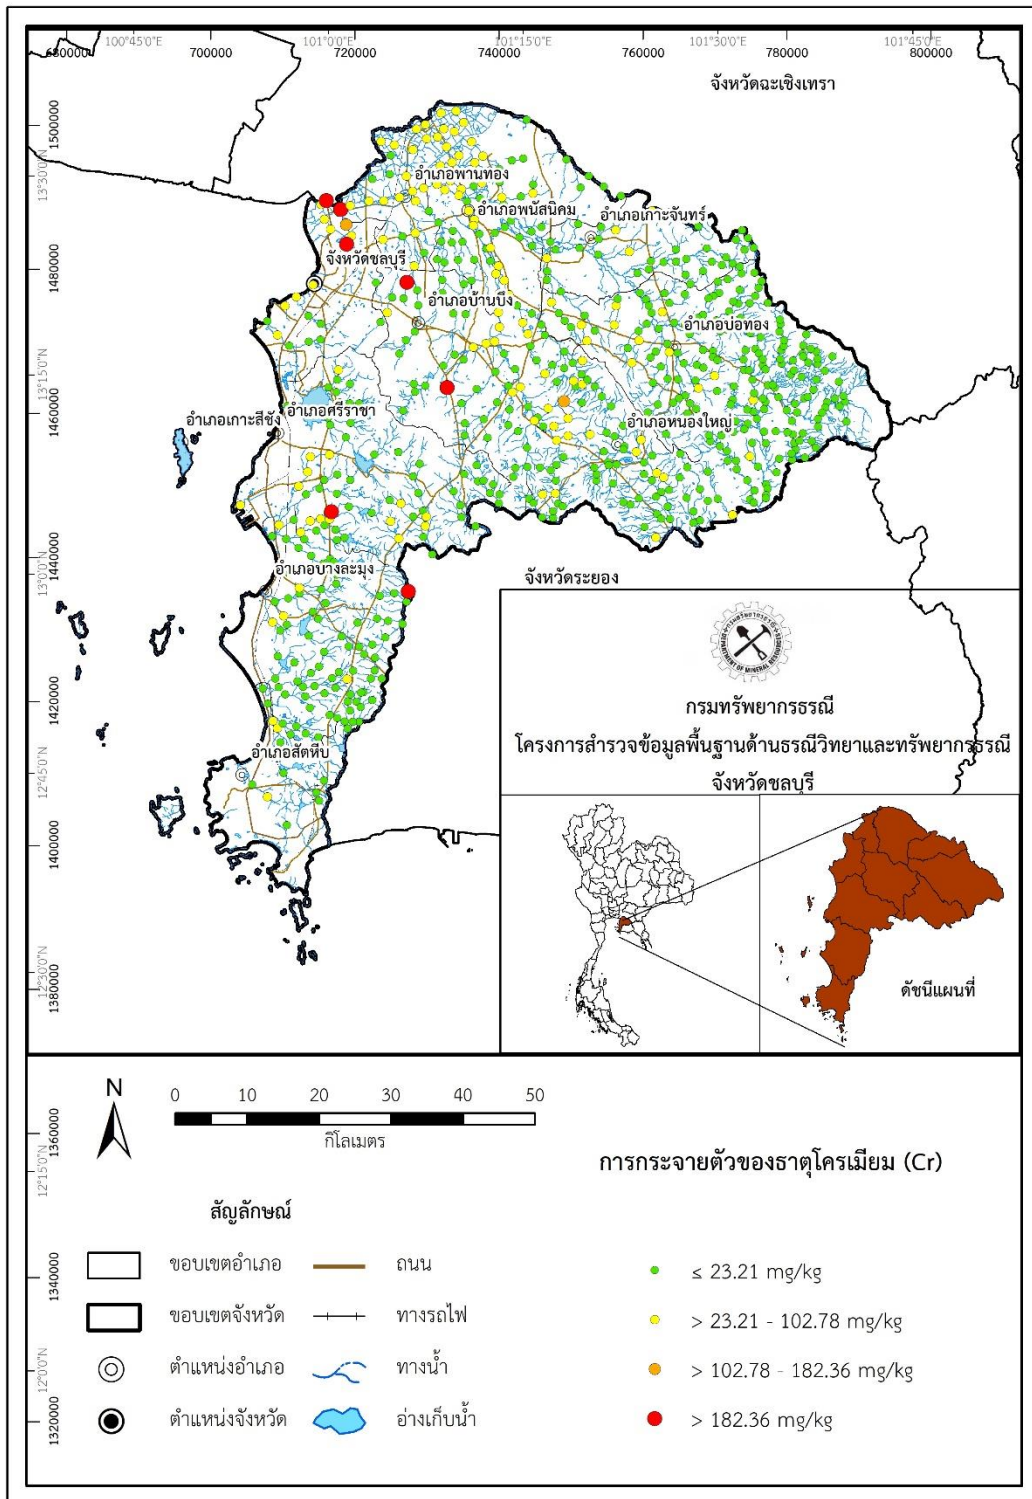 100°45'0"E 101°0'0"E 101°15'0"E 101°30'0"E 101°45'0"E
680000 700000 720000 740000 760000 780000 800000
จังหวัดฉะเชิงเทรา
1500000
13°30'0"N
อำเภอพานทอง
อำเภอพนัสนิคม
อำเภอเกาะจันทร์
จังหวัดชลบุรี
1480000
อำเภอบ้านบึง
อำเภอบ่อทอง
13°15'0"N
อำเภอเกาะสีชัง
อำเภอศรีราชา
1460000
อำเภอหนองใหญ่
1440000
13°0'0"N
อำเภอบางละมุง
จังหวัดระยอง
DEPARTMENT OF MINERAL RESOURCES
กรมทรัพยากรธรณี
1420000
โครงการสำรวจข้อมูลพื้นฐานด้านธรณีวิทยาและทรัพยากรธรณี
จังหวัดชลบุรี
อำเภอสัตหีบ
12°45'0"N
1400000
12°30'0"N
1380000
ดัชนีแผนที่
N
0 10 20 30 40 50
กิโลเมตร
1360000
12°15'0"N
การกระจายตัวของธาตุโครเมียม (Cr)
สัญลักษณ์
ขอบเขตอำเภอ
ถนน
≤ 23.21 mg/kg
1340000
ขอบเขตจังหวัด
ทางรถไฟ
> 23.21 - 102.78 mg/kg
12°0'0"N
ตำแหน่งอำเภอ
ทางน้ำ
> 102.78 - 182.36 mg/kg
1320000
ตำแหน่งจังหวัด
อ่างเก็บน้ำ
> 182.36 mg/kg